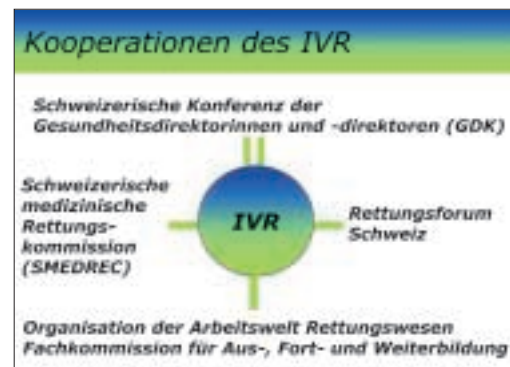 Kooperationen des IVR
Schweizerische Konferenz der
Gesundheitsdirektorinnen und -direktoren (GDK)
Schweizerische
medizinische
Rettungs-
kommission
(SMEDREC)
IVR
Rettungsforum
Schweiz
Organisation der Arbeitswelt Rettungswesen
Fachkommission für Aus-, Fort- und Weiterbildung